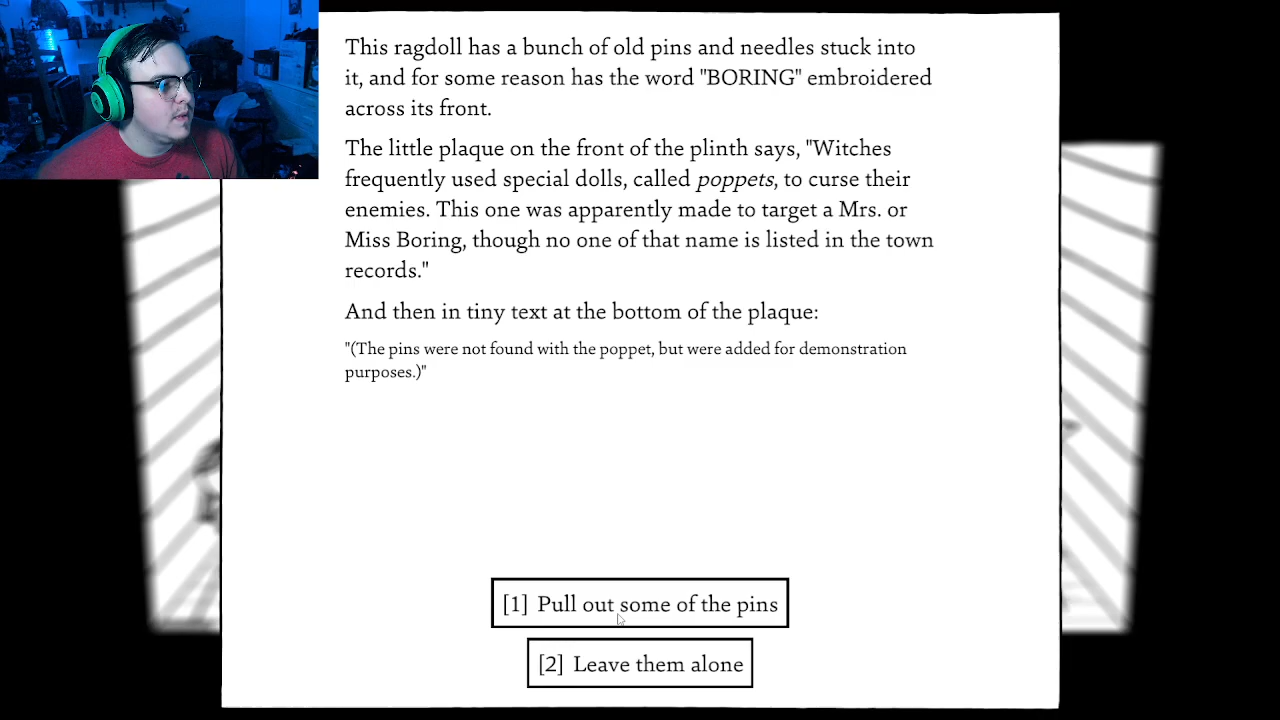 This ragdoll has a bunch of old pins and needles stuck into
it, and for some reason has the word "BORING" embroidered
across its front.
The little plaque on the front of the plinth says, "Witches
frequently used special dolls, called poppets, to curse their
enemies. This one was apparently made to target a Mrs. or
Miss Boring, though no one of that name is listed in the town
records."
And then in tiny text at the bottom of the plaque:
"(The pins were not found with the poppet, but were added for demonstration
purposes.)"
[1] Pull out some of the pins
[2] Leave them alone